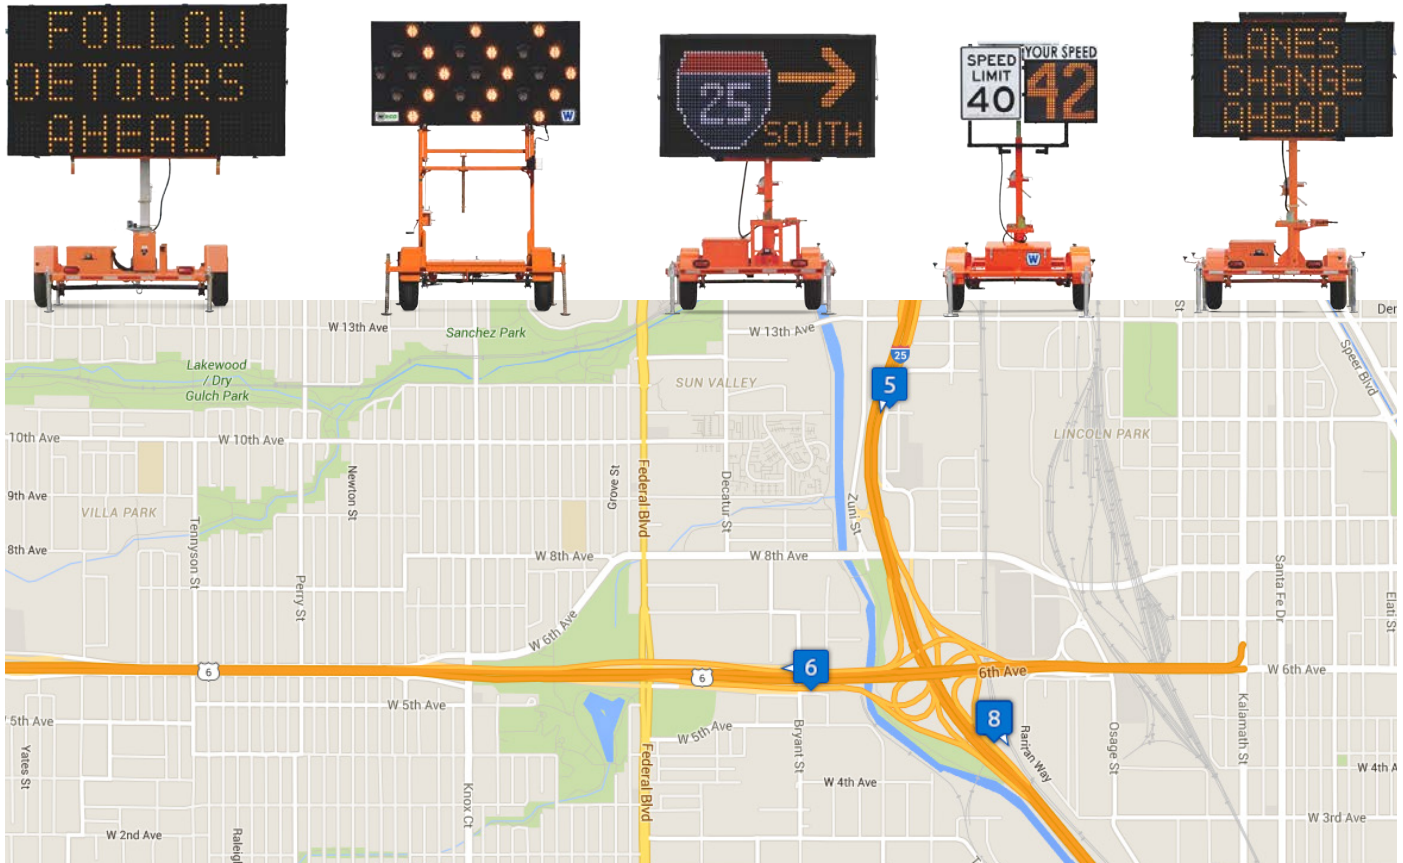 FOLLOW
DETOURS
AHEAD
25
SOUTH
SPEED
LIMIT
40
YOUR SPEED
42
W
W
LANES
CHANGE
AHEAD
W 13th Ave
Sanchez Park
W 13th Ave
St
Der
Lakewood
/ Dry
Gulch Park
SUN VALLEY
25
5
Speer Blvd
10th Ave
W 10th Ave
LINCOLN PARK
9th Ave
Newton St
Grove St
Federal Blvd
Decatur St
Zuni St
VILLA PARK
Tennyson St
8th Ave
W 8th Ave
W 8th Ave
Perry St
Santa Fe Dr
Elati St
W 6th Ave
6
6
6
6th Ave
W 6th Ave
W 5th Ave
5th Ave
W 5th Ave
Bryant St
8
Raritan Way
Osage St
Kalamath St
Yates St
Knox Ct
Federal Blvd
W 4th Ave
W 4th A
W 2nd Ave
Raleig
W 3rd Ave